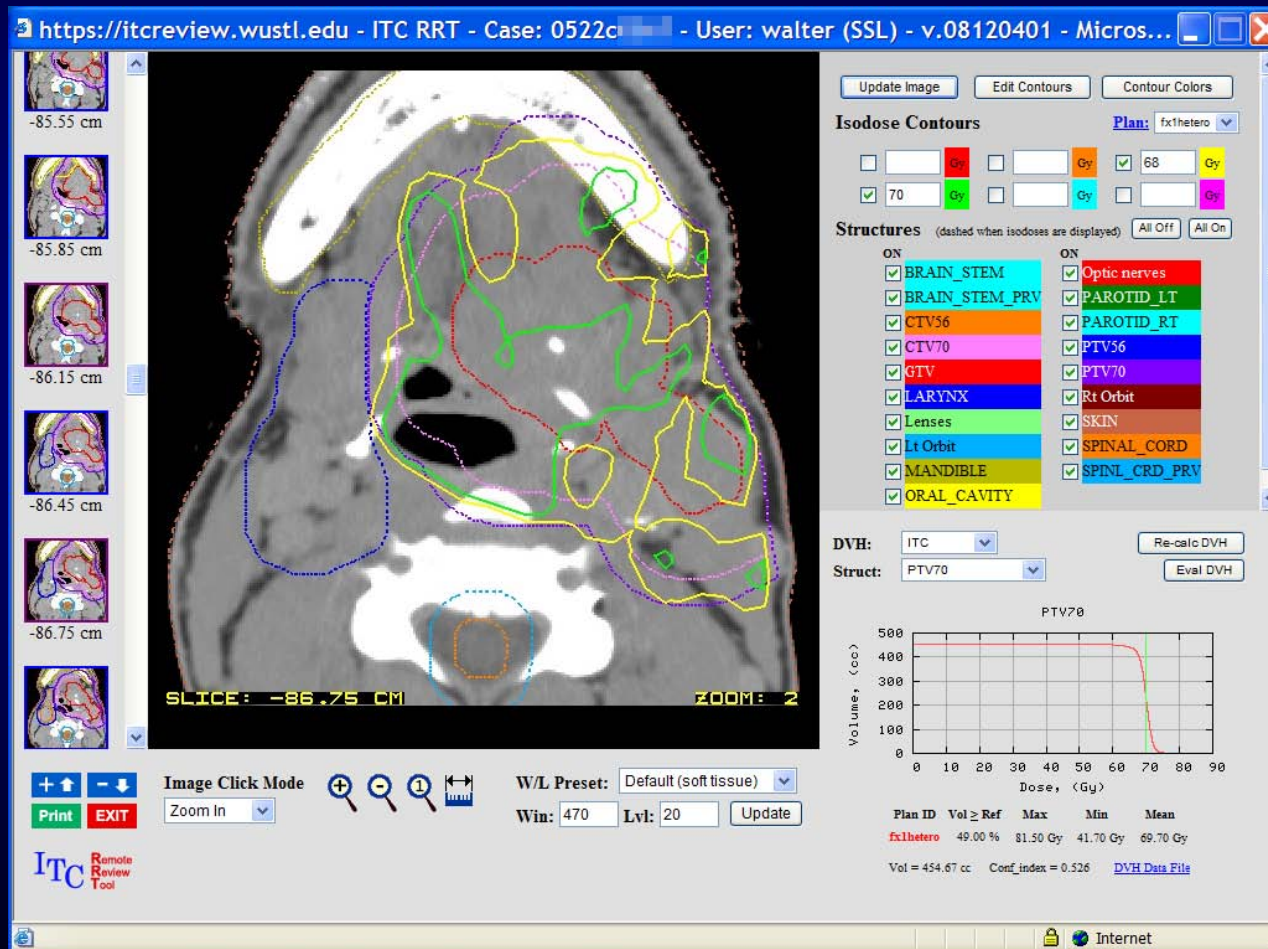 https://itcreview.wustl.edu - ITC RRT - Case: 0522c - User: walter (SSL) - v.08120401 - Micros...
-85.55 cm
-85.85 cm
-86.15 cm
-86.45 cm
-86.75 cm
SLICE: -86.75 CM
ZOOM: 2
Update Image Edit Contours Contour Colors
Isodose Contours Plan: fx1hetero
Gy Gy 68 Gy
70 Gy Gy Gy
Structures (dashed when isodoses are displayed) All Off All On
ON ON
BRAIN_STEM Optic nerves
BRAIN_STEM_PRV PAROTID_LT
CTV56 PAROTID_RT
CTV70 PTV56
GTV PTV70
LARYNX Rt Orbit
Lenses SKIN
Lt Orbit SPINAL_CORD
MANDIBLE SPINL_CRD_PRV
ORAL_CAVITY
DVH: ITC Re-calc DVH
Struct: PTV70 Eval DVH
PTV70
Volume, (cc)
500
400
300
200
100
0
0 10 20 30 40 50 60 70 80 90
Dose, (Gy)
Plan ID Vol ≥ Ref Max Min Mean
fx1hetero 49.00 % 81.50 Gy 41.70 Gy 69.70 Gy
Vol = 454.67 cc Conf_index = 0.526 DVH Data File
Image Click Mode
Zoom In
1
W/L Preset: Default (soft tissue)
Win: 470 Lvl: 20 Update
+ -
Print EXIT
ITC Remote Review Tool
Internet